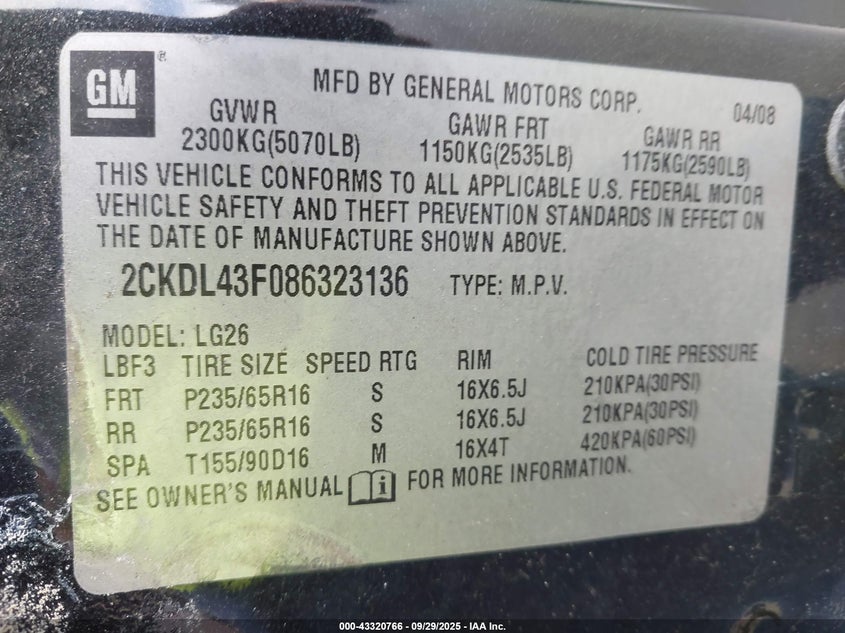 GM®
MFD BY GENERAL MOTORS CORP.
04/08
GVWR
2300KG(5070LB)
GAWR FRT
1150KG(2535LB)
GAWR RR
1175KG(2590LB)
THIS VEHICLE CONFORMS TO ALL APPLICABLE U.S. FEDERAL MOTOR
VEHICLE SAFETY AND THEFT PREVENTION STANDARDS IN EFFECT ON
THE DATE OF MANUFACTURE SHOWN ABOVE.
2CKDL43F086323136 TYPE: M.P.V.
MODEL: LG26
LBF3 TIRE SIZE SPEED RTG RIM COLD TIRE PRESSURE
FRT P235/65R16 S 16X6.5J 210KPA(30PSI)
RR P235/65R16 S 16X6.5J 210KPA(30PSI)
SPA T155/90D16 M 16X4T 420KPA(60PSI)
SEE OWNER'S MANUAL i FOR MORE INFORMATION.
000-43320766 - 09/29/2025 - IAA Inc.